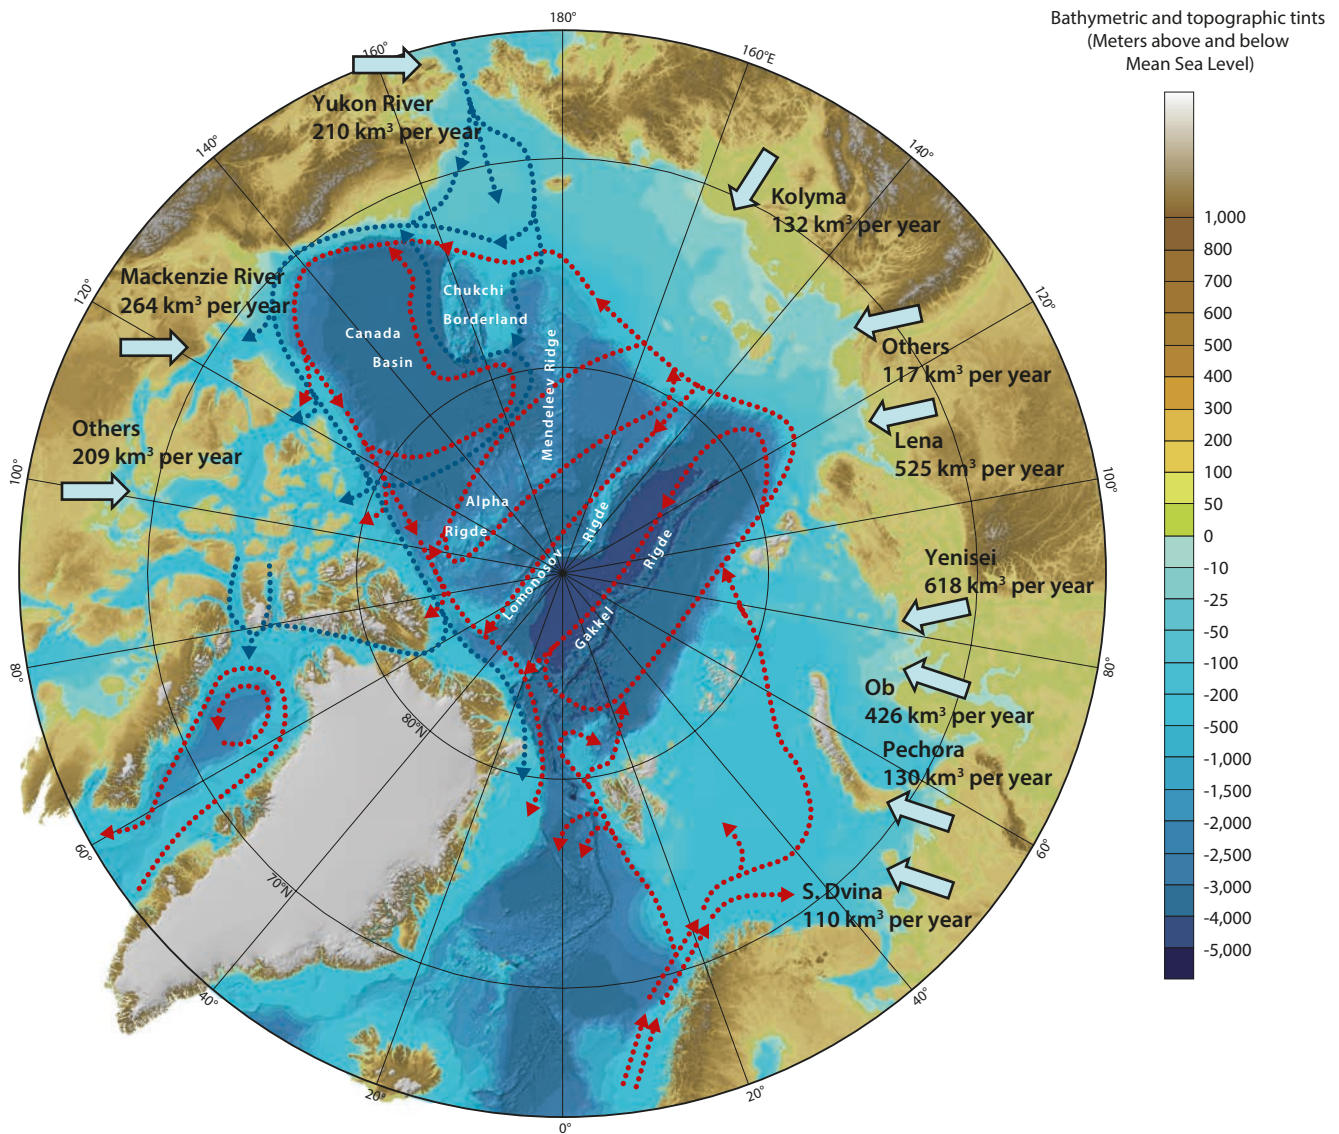 Bathymetric and topographic tints
(Meters above and below
Mean Sea Level)
1,000
800
700
600
500
400
300
200
100
50
0
-10
-25
-50
-100
-200
-500
-1,000
-1,500
-2,000
-2,500
-3,000
-4,000
-5,000
180°
160°
160°E
140°
140°
120°
120°
100°
100°
80°
80°
60°
60°
40°
40°
20°
20°
0°
80°N
70°N
Yukon River
210 km³ per year
Kolyma
132 km³ per year
Mackenzie River
264 km³ per year
Others
117 km³ per year
Others
209 km³ per year
Lena
525 km³ per year
Yenisei
618 km³ per year
Ob
426 km³ per year
Pechora
130 km³ per year
S. Dvina
110 km³ per year
Chukchi
Borderland
Canada
Basin
Mendeleev Ridge
Alpha
Rigde
Lomonosov
Rigde
Gakkel
Rigde